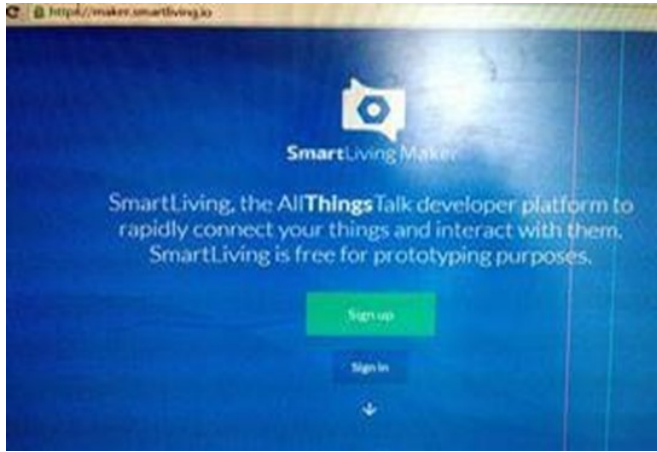 https://maker.smartliving.io
SmartLiving Maker
SmartLiving, the AllThingsTalk developer platform to
rapidly connect your things and interact with them.
SmartLiving is free for prototyping purposes.
Sign up
Sign in